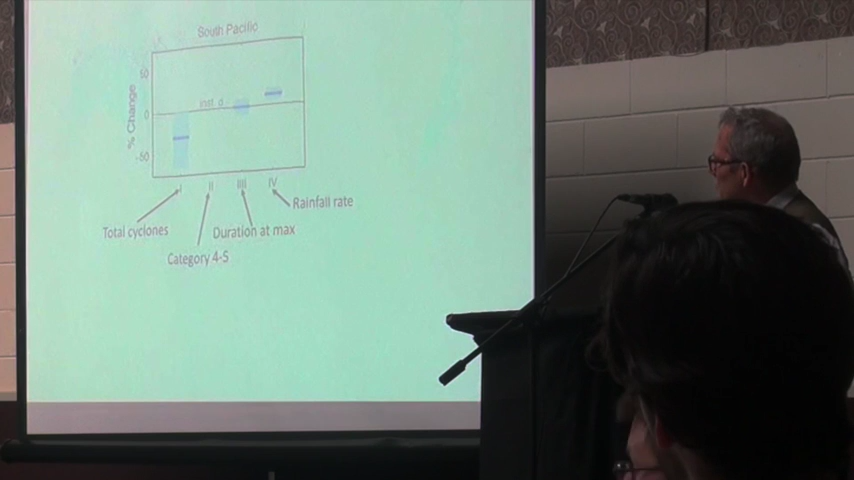 South Pacific
50
0
-50
% Change
inst. d.
I II III IV
Rainfall rate
Total cyclones
Duration at max
Category 4-5